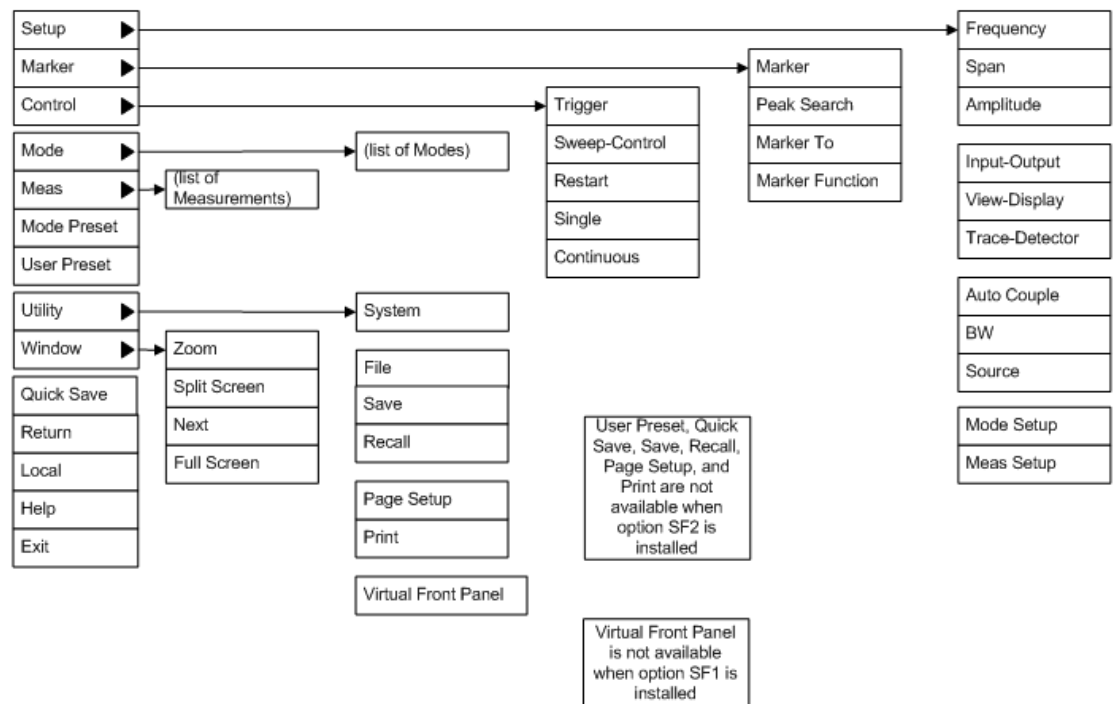 Setup
Marker
Control
Mode
Meas
Mode Preset
User Preset
Utility
Window
Quick Save
Return
Local
Help
Exit
(list of
Measurements)
Zoom
Split Screen
Next
Full Screen
(list of Modes)
System
File
Save
Recall
Page Setup
Print
Virtual Front Panel
Trigger
Sweep-Control
Restart
Single
Continuous
User Preset, Quick
Save, Save, Recall,
Page Setup, and
Print are not
available when
option SF2 is
installed
Virtual Front Panel
is not available
when option SF1 is
installed
Marker
Peak Search
Marker To
Marker Function
Frequency
Span
Amplitude
Input-Output
View-Display
Trace-Detector
Auto Couple
BW
Source
Mode Setup
Meas Setup